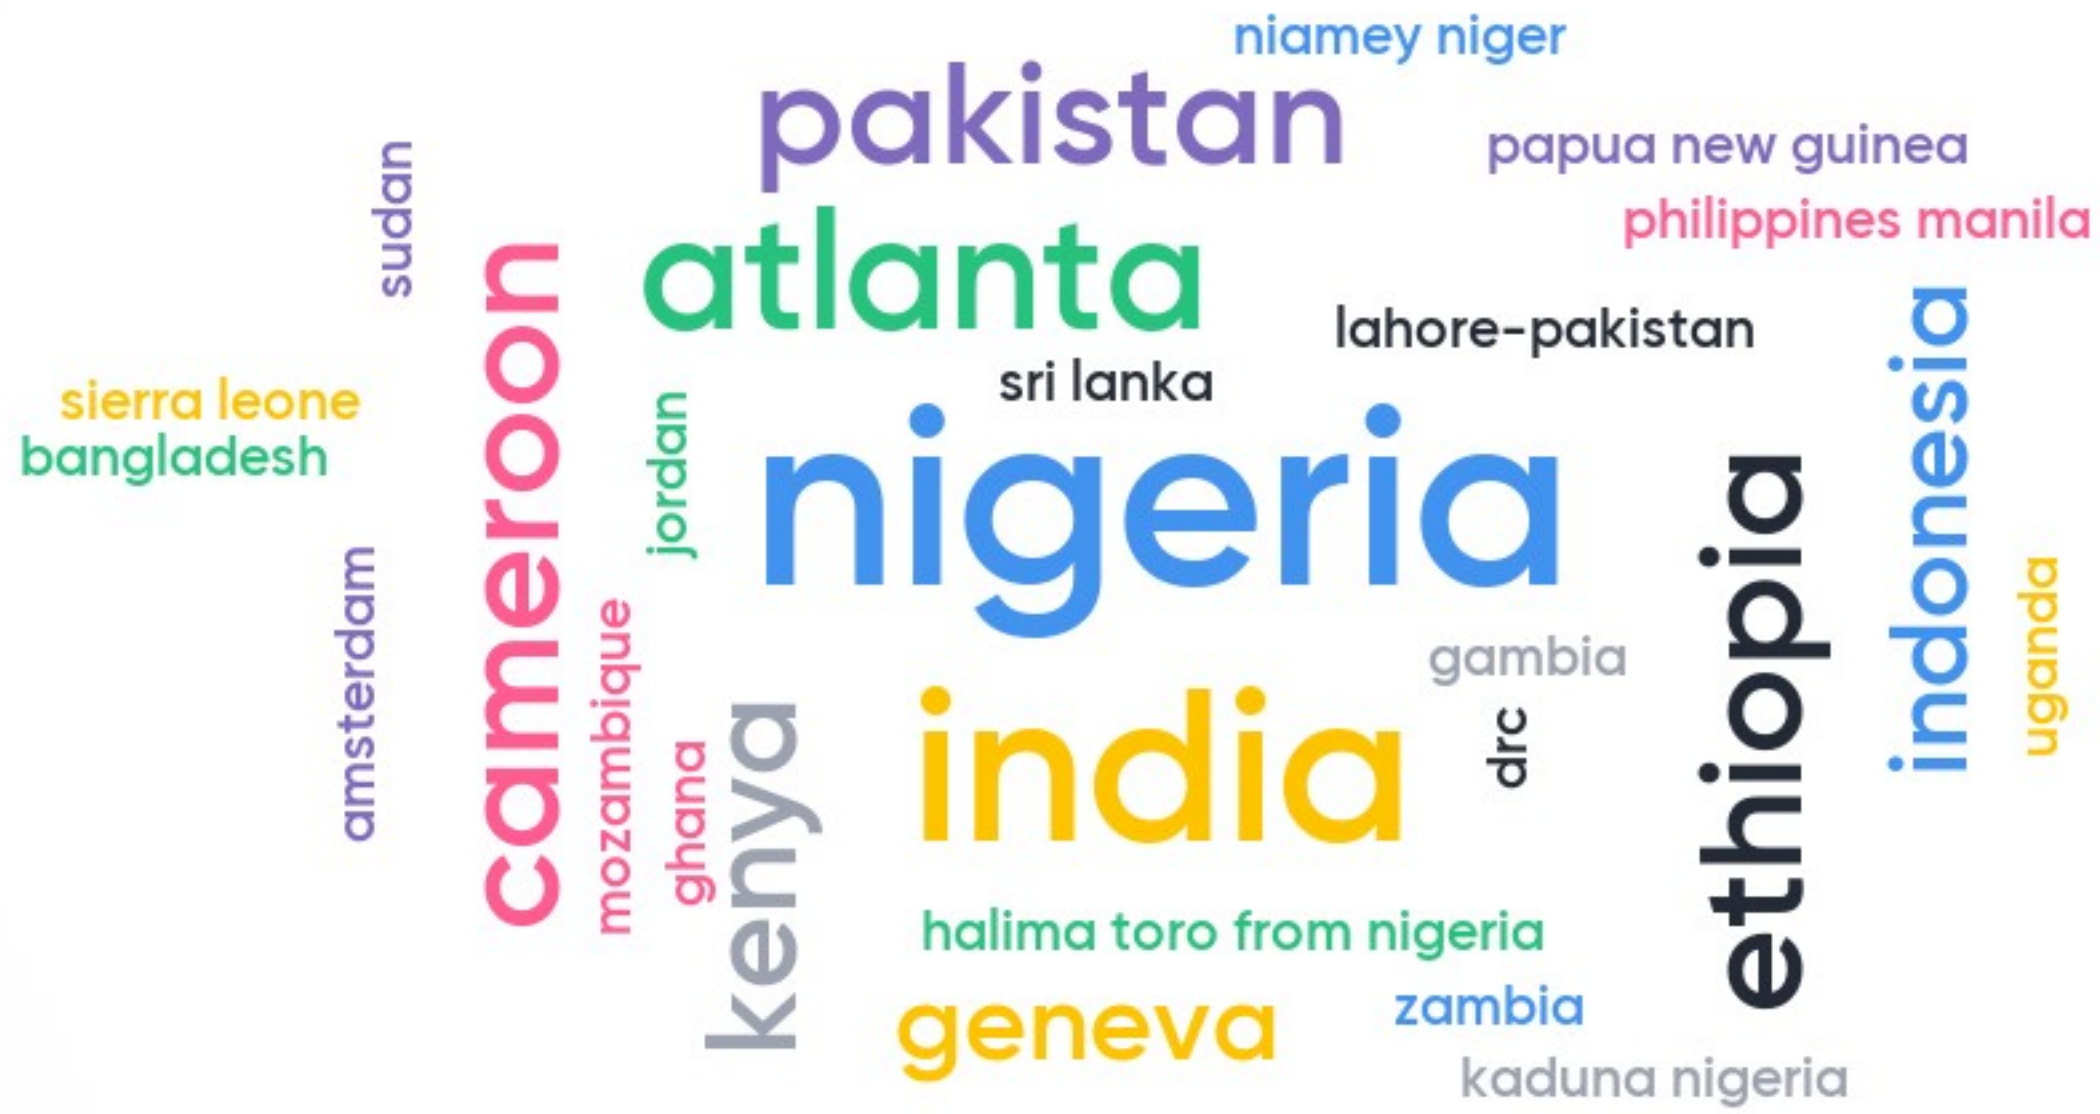 niamey niger
pakistan
papua new guinea
sudan
philippines manila
atlanta
cameroon
lahore-pakistan
indonesia
sri lanka
sierra leone
jordan
nigeria
bangladesh
ethiopia
amsterdam
uganda
mozambique
gambia
india
kenya
drc
ghana
halima toro from nigeria
geneva
zambia
kaduna nigeria